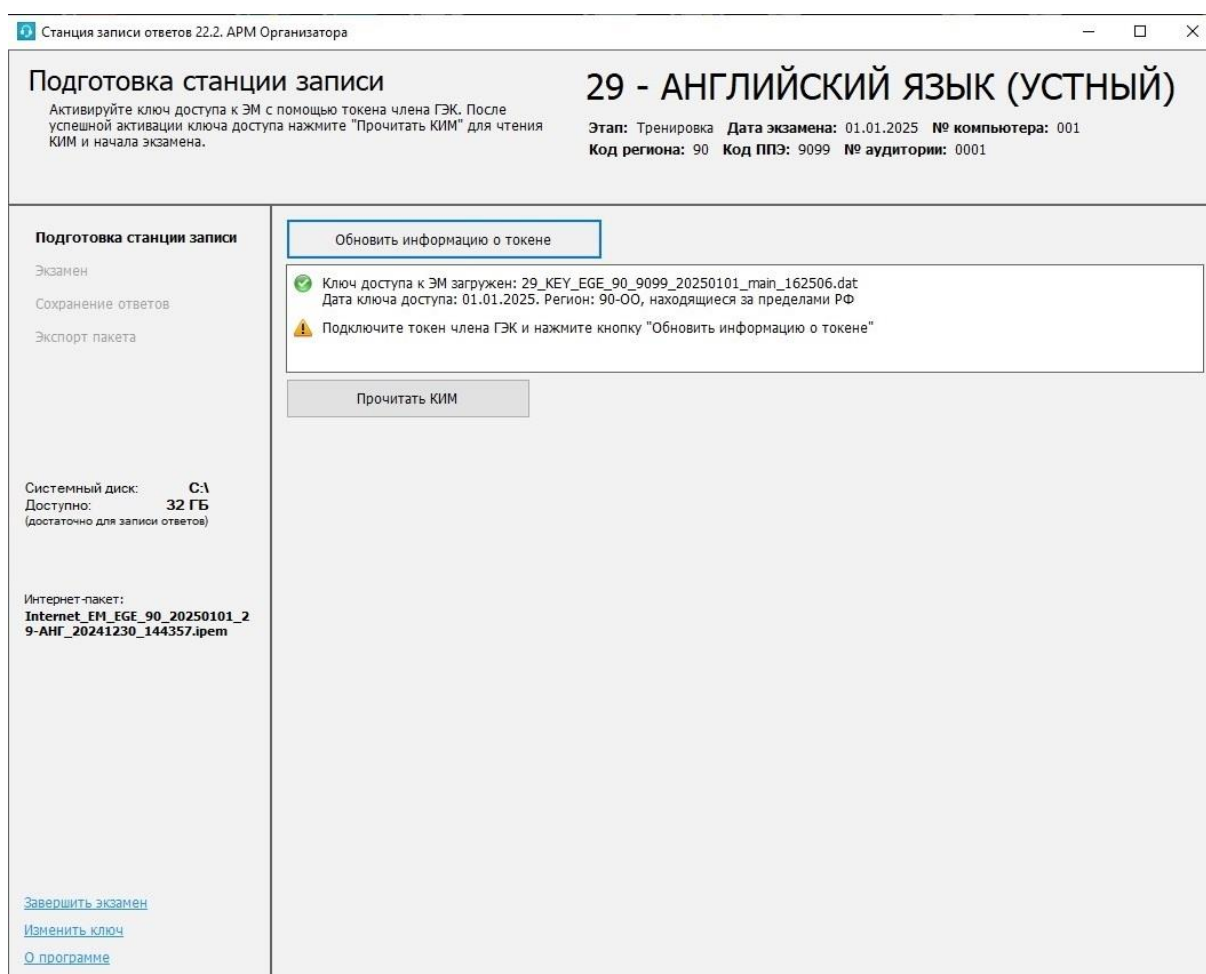 Станция записи ответов 22.2. АРМ Организатора
Подготовка станции записи
Активируйте ключ доступа к ЭМ с помощью токена члена ГЭК. После
успешной активации ключа доступа нажмите "Прочитать КИМ" для чтения
КИМ и начала экзамена.
29 - АНГЛИЙСКИЙ ЯЗЫК (УСТНЫЙ)
Этап: Тренировка Дата экзамена: 01.01.2025 № компьютера: 001
Код региона: 90 Код ППЭ: 9099 № аудитории: 0001
Подготовка станции записи
Экзамен
Сохранение ответов
Экспорт пакета
Системный диск: C:\
Доступно: 32 ГБ
(достаточно для записи ответов)
Интернет-пакет:
Internet_EM_EGE_90_20250101_2
9-АНГ_20241230_144357.ipem
Завершить экзамен
Изменить ключ
О программе
Обновить информацию о токене
Ключ доступа к ЭМ загружен: 29_KEY_EGE_90_9099_20250101_main_162506.dat
Дата ключа доступа: 01.01.2025. Регион: 90-ОО, находящиеся за пределами РФ
Подключите токен члена ГЭК и нажмите кнопку "Обновить информацию о токене"
Прочитать КИМ